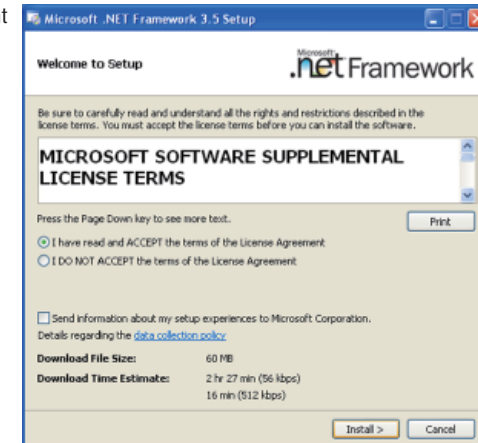 Microsoft .NET Framework 3.5 Setup
Welcome to Setup
Microsoft
.net Framework
Be sure to carefully read and understand all the rights and restrictions described in the
license terms. You must accept the license terms before you can install the software.
MICROSOFT SOFTWARE SUPPLEMENTAL
LICENSE TERMS
Press the Page Down key to see more text.
Print
I have read and ACCEPT the terms of the License Agreement
I DO NOT ACCEPT the terms of the License Agreement
Send information about my setup experiences to Microsoft Corporation.
Details regarding the data collection policy
Download File Size: 60 MB
Download Time Estimate: 2 hr 27 min (56 kbps)
16 min (512 kbps)
Install > Cancel